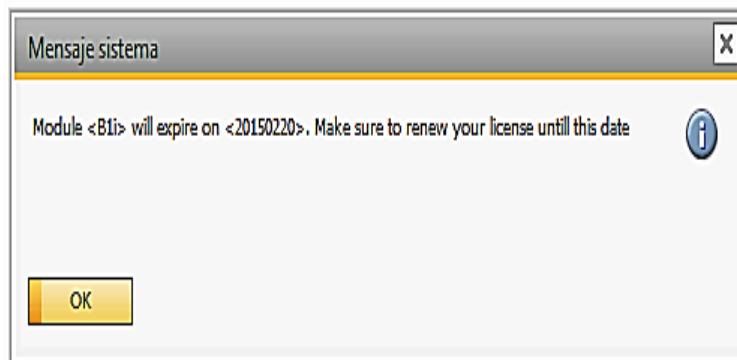 Mensaje sistema
Module <B1i> will expire on <20150220>. Make sure to renew your license untill this date
OK